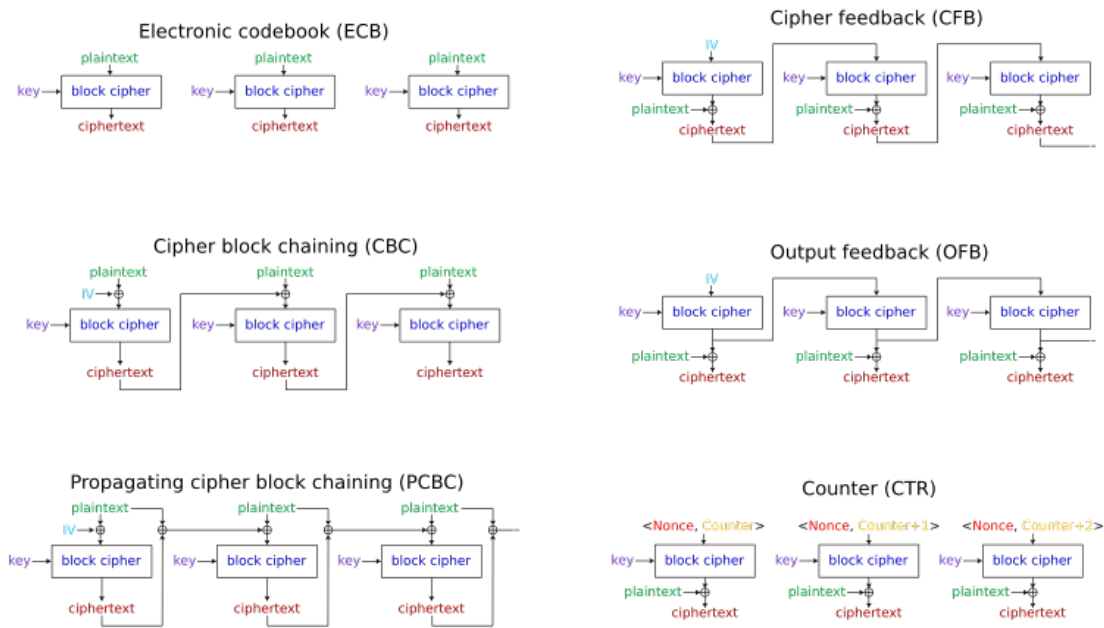 Electronic codebook (ECB)
plaintext plaintext plaintext
key block cipher key block cipher key block cipher
ciphertext ciphertext ciphertext
Cipher feedback (CFB)
IV
key block cipher key block cipher key block cipher
plaintext plaintext plaintext
ciphertext ciphertext ciphertext
Cipher block chaining (CBC)
plaintext plaintext plaintext
IV
key block cipher key block cipher key block cipher
ciphertext ciphertext ciphertext
Output feedback (OFB)
IV
key block cipher key block cipher key block cipher
plaintext plaintext plaintext
ciphertext ciphertext ciphertext
Propagating cipher block chaining (PCBC)
plaintext plaintext plaintext
IV
key block cipher key block cipher key block cipher
ciphertext ciphertext ciphertext
Counter (CTR)
<Nonce, Counter> <Nonce, Counter+1> <Nonce, Counter+2>
key block cipher key block cipher key block cipher
plaintext plaintext plaintext
ciphertext ciphertext ciphertext